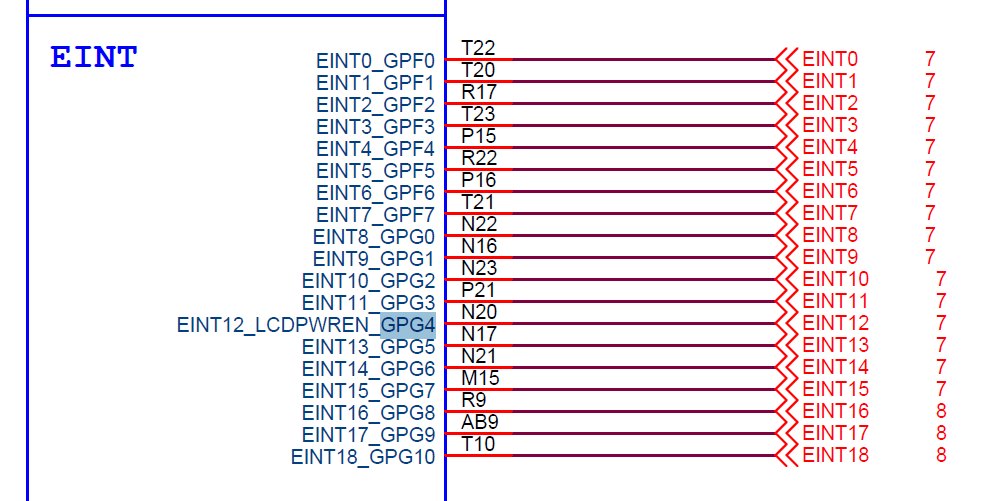 EINT
EINT0_GPF0 T22 EINT0 7
EINT1_GPF1 T20 EINT1 7
EINT2_GPF2 R17 EINT2 7
EINT3_GPF3 T23 EINT3 7
EINT4_GPF4 P15 EINT4 7
EINT5_GPF5 R22 EINT5 7
EINT6_GPF6 P16 EINT6 7
EINT7_GPF7 T21 EINT7 7
EINT8_GPG0 N22 EINT8 7
EINT9_GPG1 N16 EINT9 7
EINT10_GPG2 N23 EINT10 7
EINT11_GPG3 P21 EINT11 7
EINT12_LCDPWREN_GPG4 N20 EINT12 7
EINT13_GPG5 N17 EINT13 7
EINT14_GPG6 N21 EINT14 7
EINT15_GPG7 M15 EINT15 7
EINT16_GPG8 R9 EINT16 8
EINT17_GPG9 AB9 EINT17 8
EINT18_GPG10 T10 EINT18 8